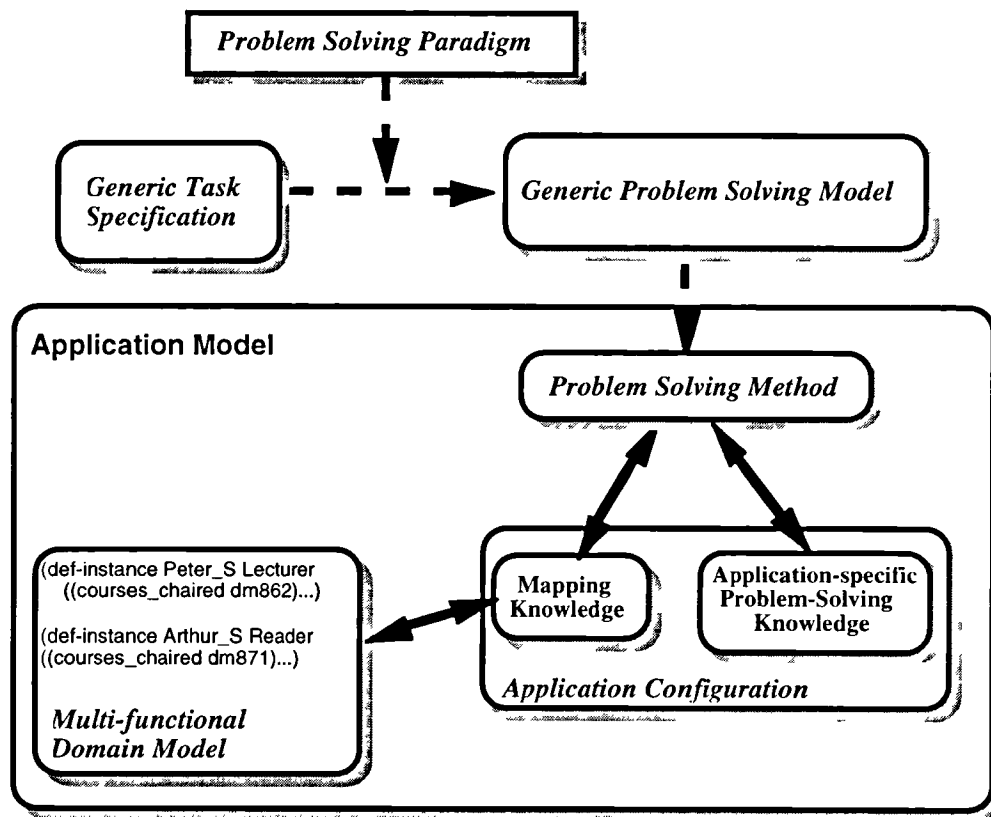 Problem Solving Paradigm
Generic Task
Specification
Generic Problem Solving Model
Application Model
Problem Solving Method
(def-instance Peter_S Lecturer
((courses_chaired dm862)...)
(def-instance Arthur_S Reader
((courses_chaired dm871)...)
Multi-functional
Domain Model
Mapping
Knowledge
Application-specific
Problem-Solving
Knowledge
Application Configuration